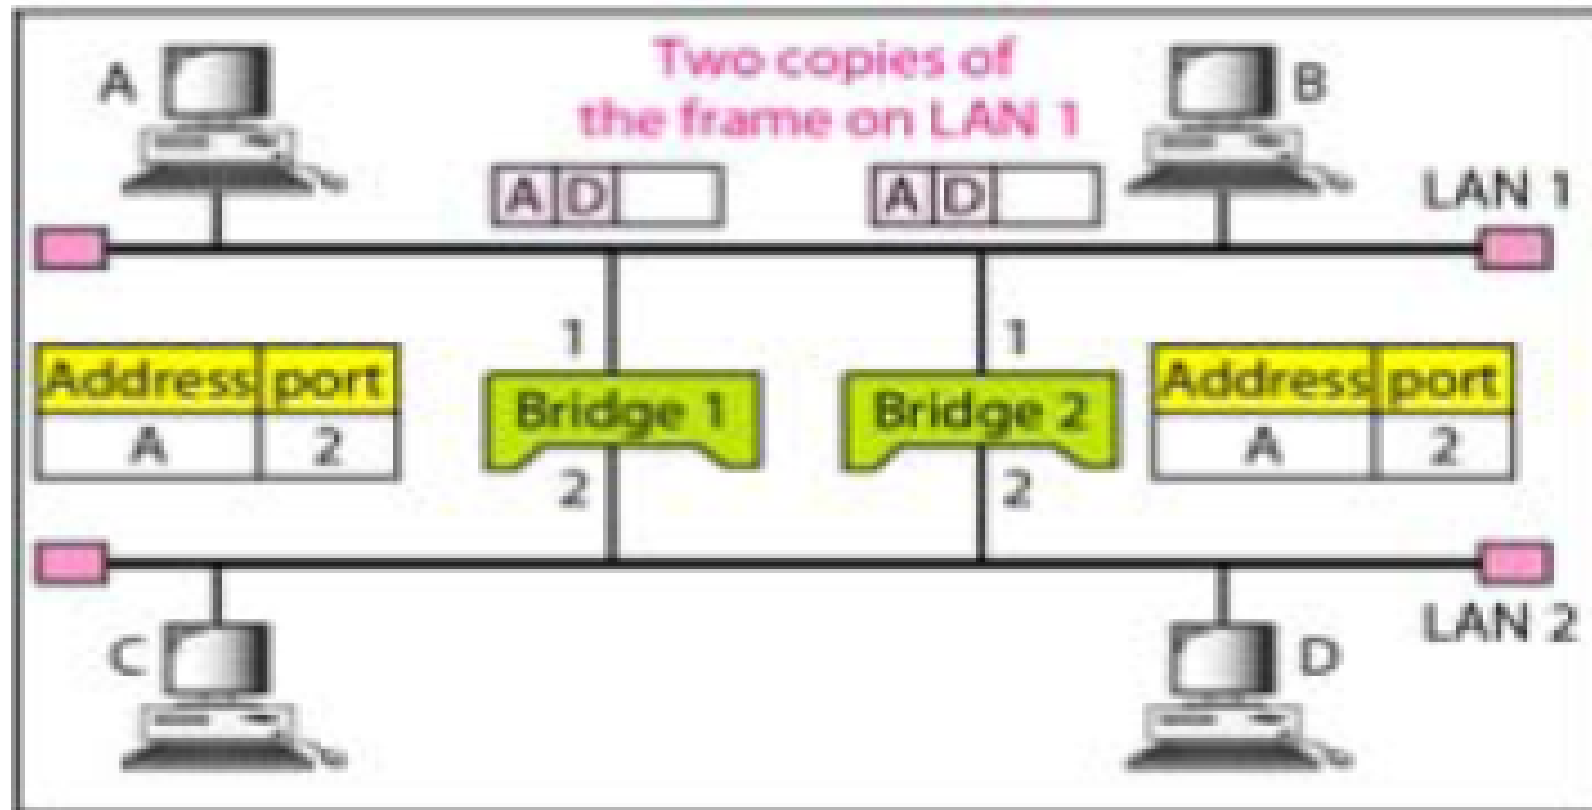 Two copies of
the frame on LAN 1
A
B
A D
A D
LAN 1
1
1
Address port
A 2
Bridge 1
Bridge 2
Address port
A 2
2
2
C
D
LAN 2